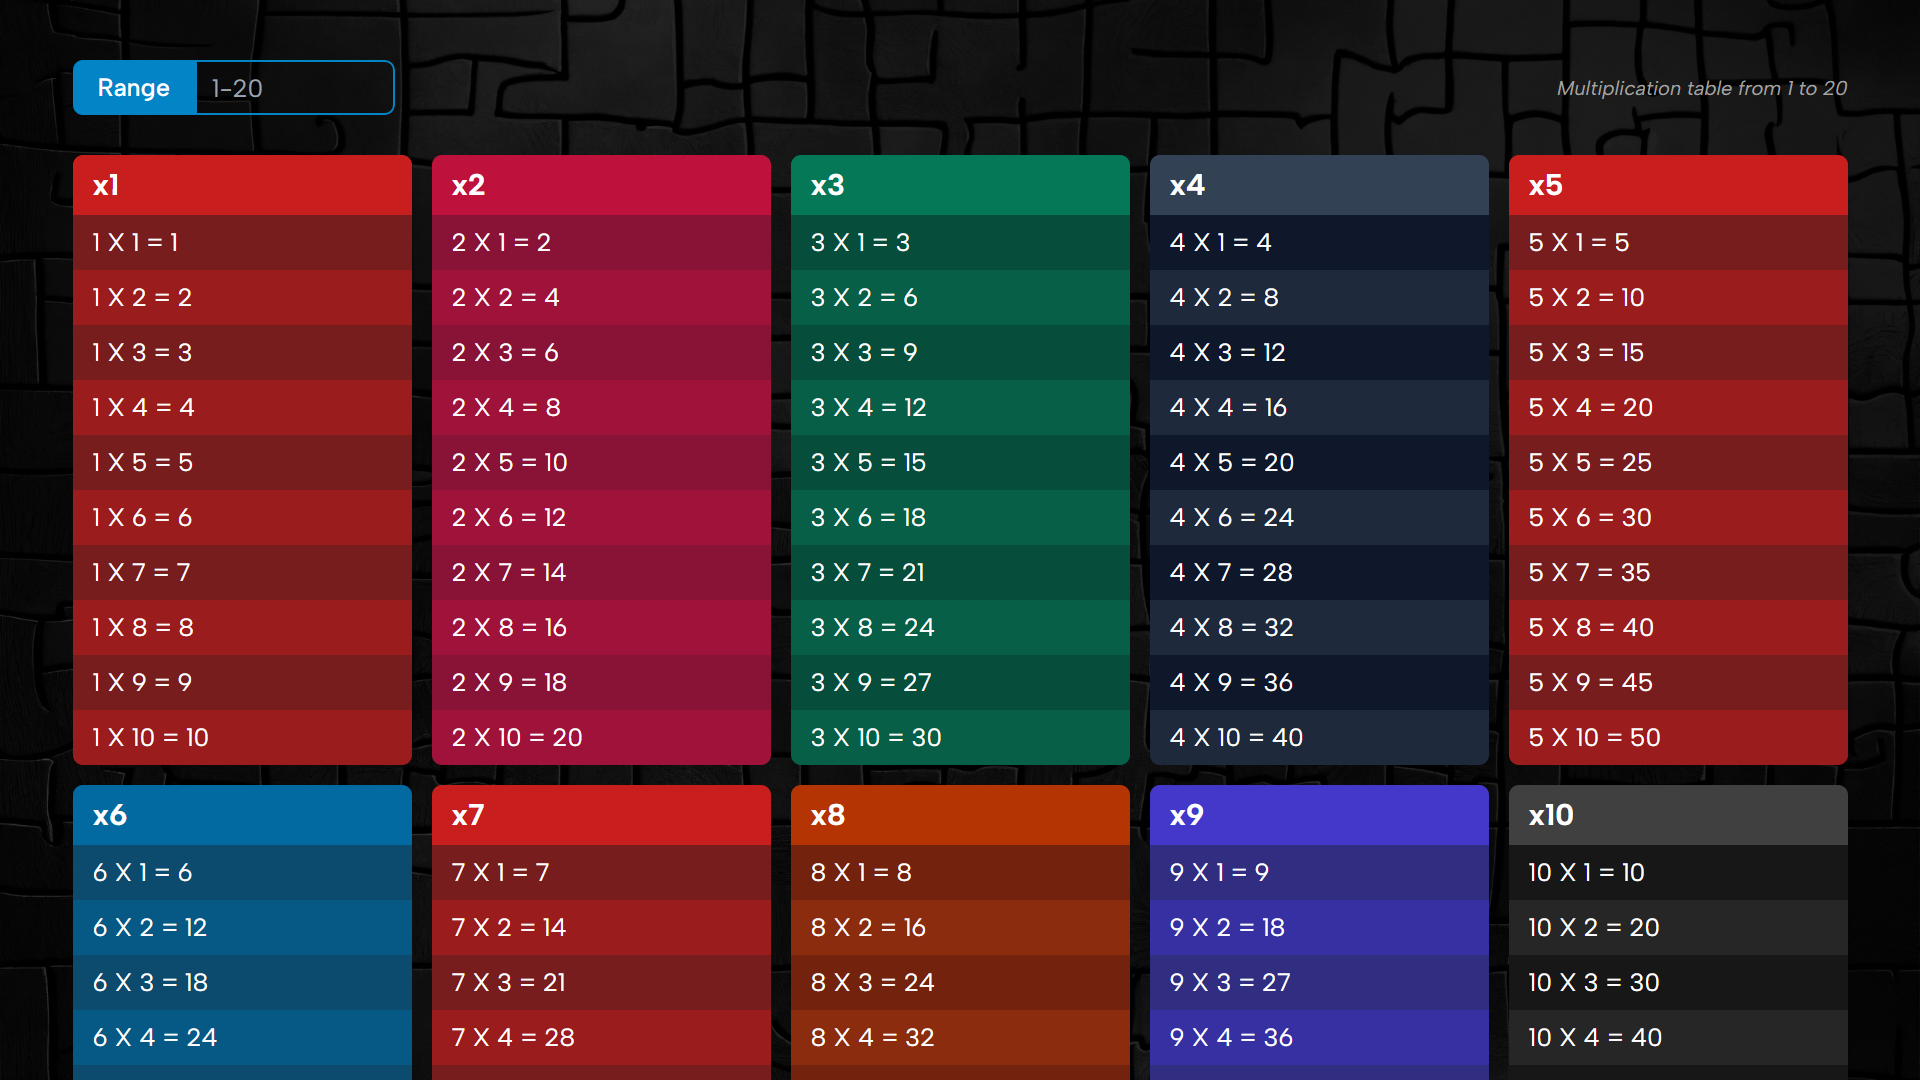 Range 1-20
Multiplication table from 1 to 20
x1
1 X 1 = 1
1 X 2 = 2
1 X 3 = 3
1 X 4 = 4
1 X 5 = 5
1 X 6 = 6
1 X 7 = 7
1 X 8 = 8
1 X 9 = 9
1 X 10 = 10
x2
2 X 1 = 2
2 X 2 = 4
2 X 3 = 6
2 X 4 = 8
2 X 5 = 10
2 X 6 = 12
2 X 7 = 14
2 X 8 = 16
2 X 9 = 18
2 X 10 = 20
x3
3 X 1 = 3
3 X 2 = 6
3 X 3 = 9
3 X 4 = 12
3 X 5 = 15
3 X 6 = 18
3 X 7 = 21
3 X 8 = 24
3 X 9 = 27
3 X 10 = 30
x4
4 X 1 = 4
4 X 2 = 8
4 X 3 = 12
4 X 4 = 16
4 X 5 = 20
4 X 6 = 24
4 X 7 = 28
4 X 8 = 32
4 X 9 = 36
4 X 10 = 40
x5
5 X 1 = 5
5 X 2 = 10
5 X 3 = 15
5 X 4 = 20
5 X 5 = 25
5 X 6 = 30
5 X 7 = 35
5 X 8 = 40
5 X 9 = 45
5 X 10 = 50
x6
6 X 1 = 6
6 X 2 = 12
6 X 3 = 18
6 X 4 = 24
x7
7 X 1 = 7
7 X 2 = 14
7 X 3 = 21
7 X 4 = 28
x8
8 X 1 = 8
8 X 2 = 16
8 X 3 = 24
8 X 4 = 32
x9
9 X 1 = 9
9 X 2 = 18
9 X 3 = 27
9 X 4 = 36
x10
10 X 1 = 10
10 X 2 = 20
10 X 3 = 30
10 X 4 = 40